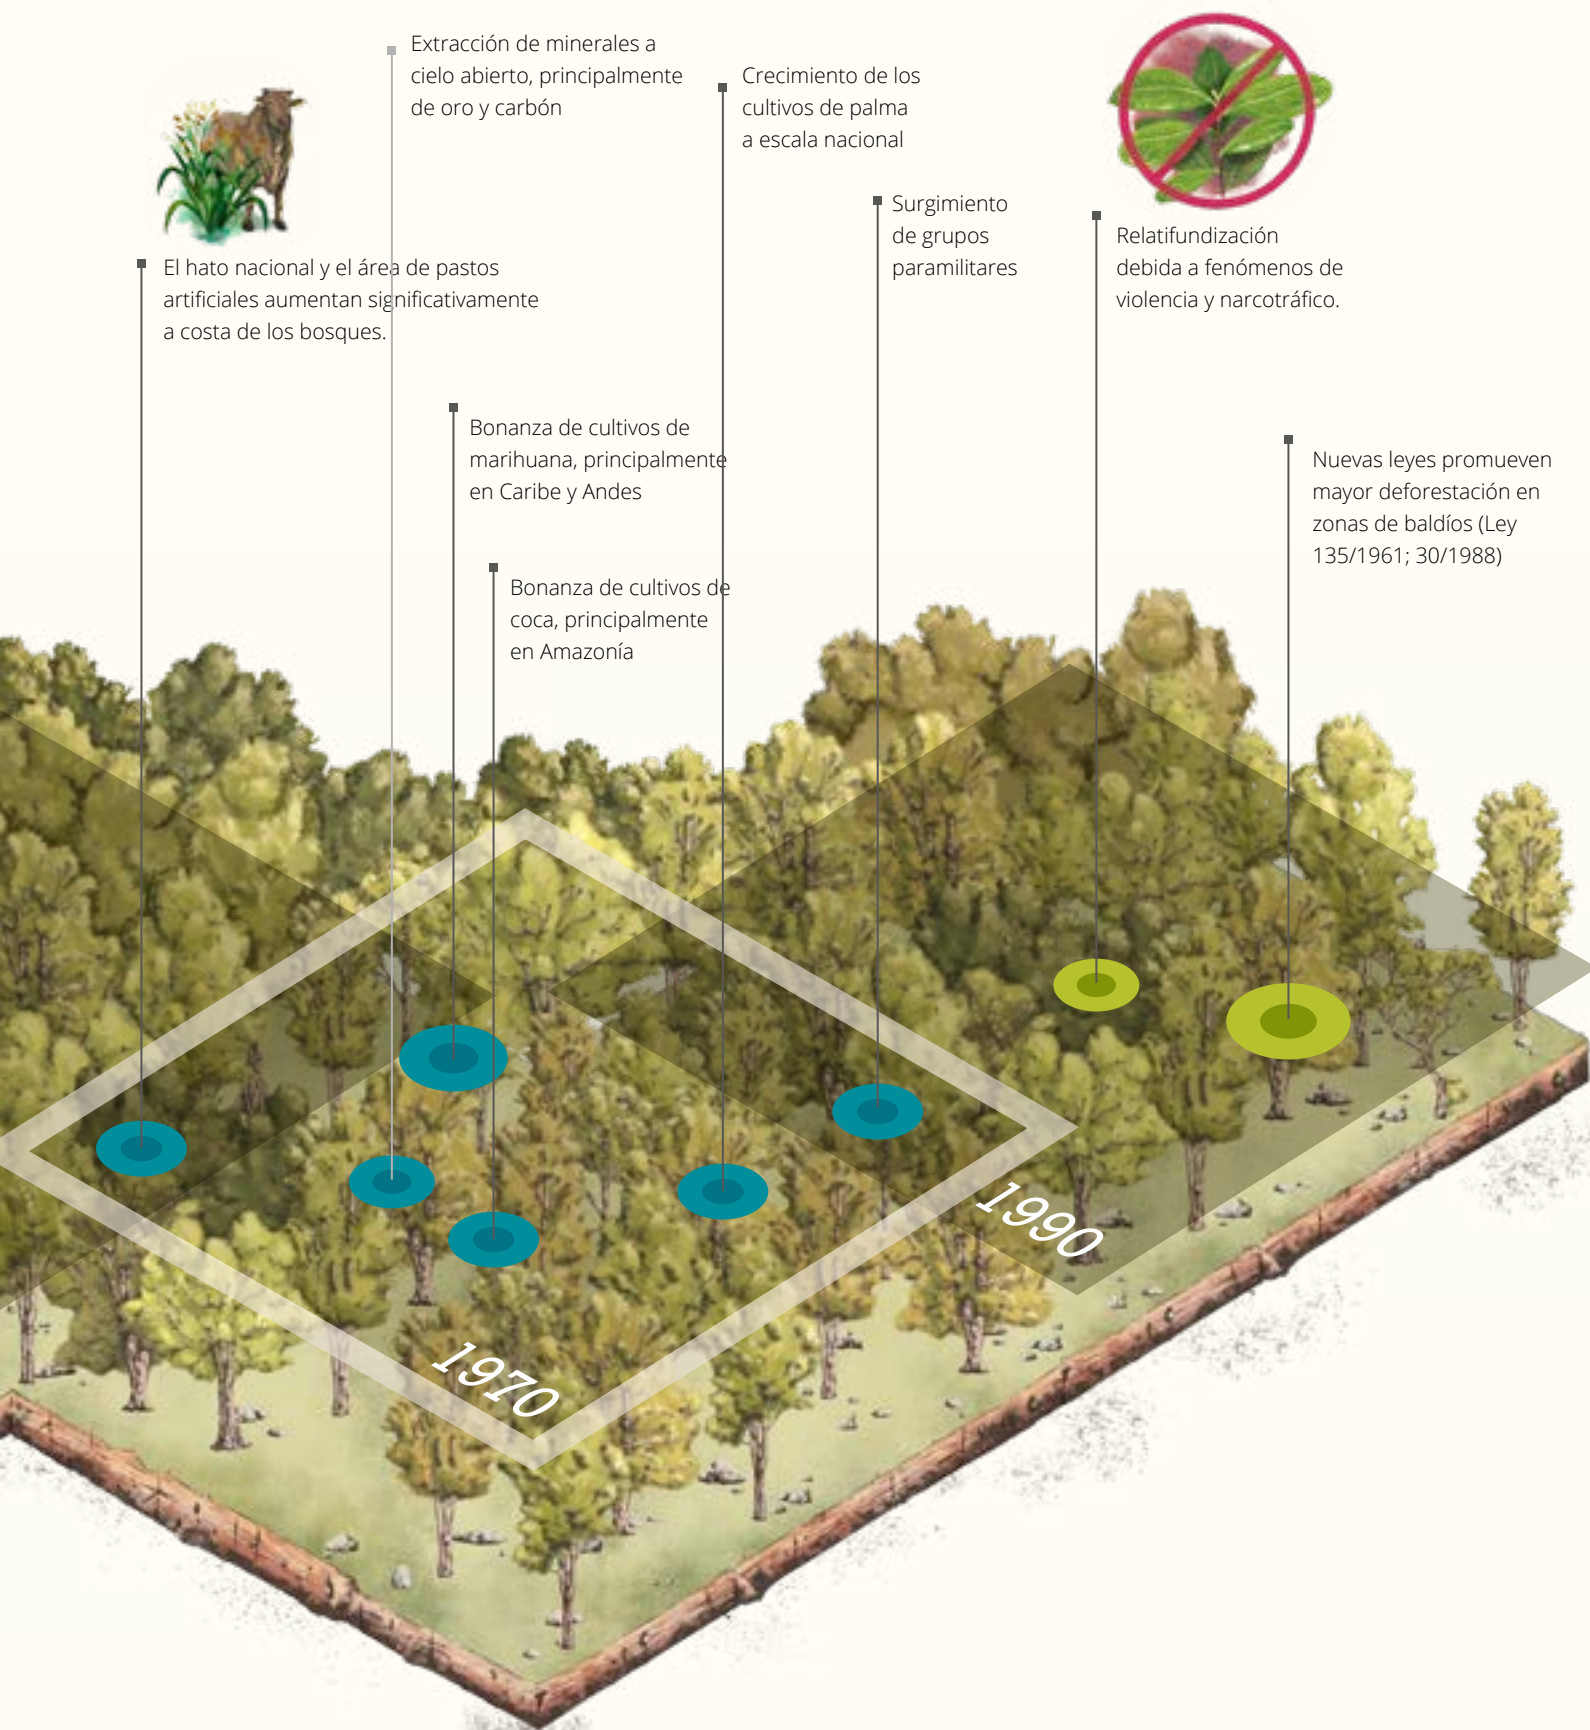 Extracción de minerales a
cielo abierto, principalmente
de oro y carbón
Crecimiento de los
cultivos de palma
a escala nacional
Surgimiento
de grupos
paramilitares
Relatifundización
debida a fenómenos de
violencia y narcotráfico.
El hato nacional y el área de pastos
artificiales aumentan significativamente
a costa de los bosques.
Bonanza de cultivos de
marihuana, principalmente
en Caribe y Andes
Nuevas leyes promueven
mayor deforestación en
zonas de baldíos (Ley
135/1961; 30/1988)
Bonanza de cultivos de
coca, principalmente
en Amazonía
1990
1970